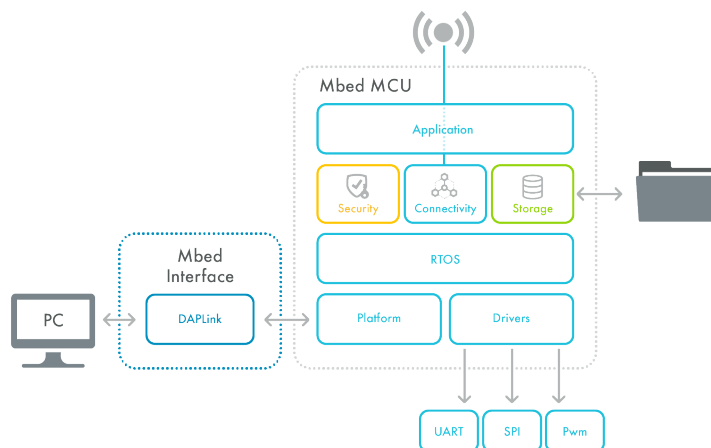 Mbed MCU
Application
Security
Connectivity
Storage
RTOS
Mbed
Interface
PC
DAPLink
Platform
Drivers
UART
SPI
Pwm